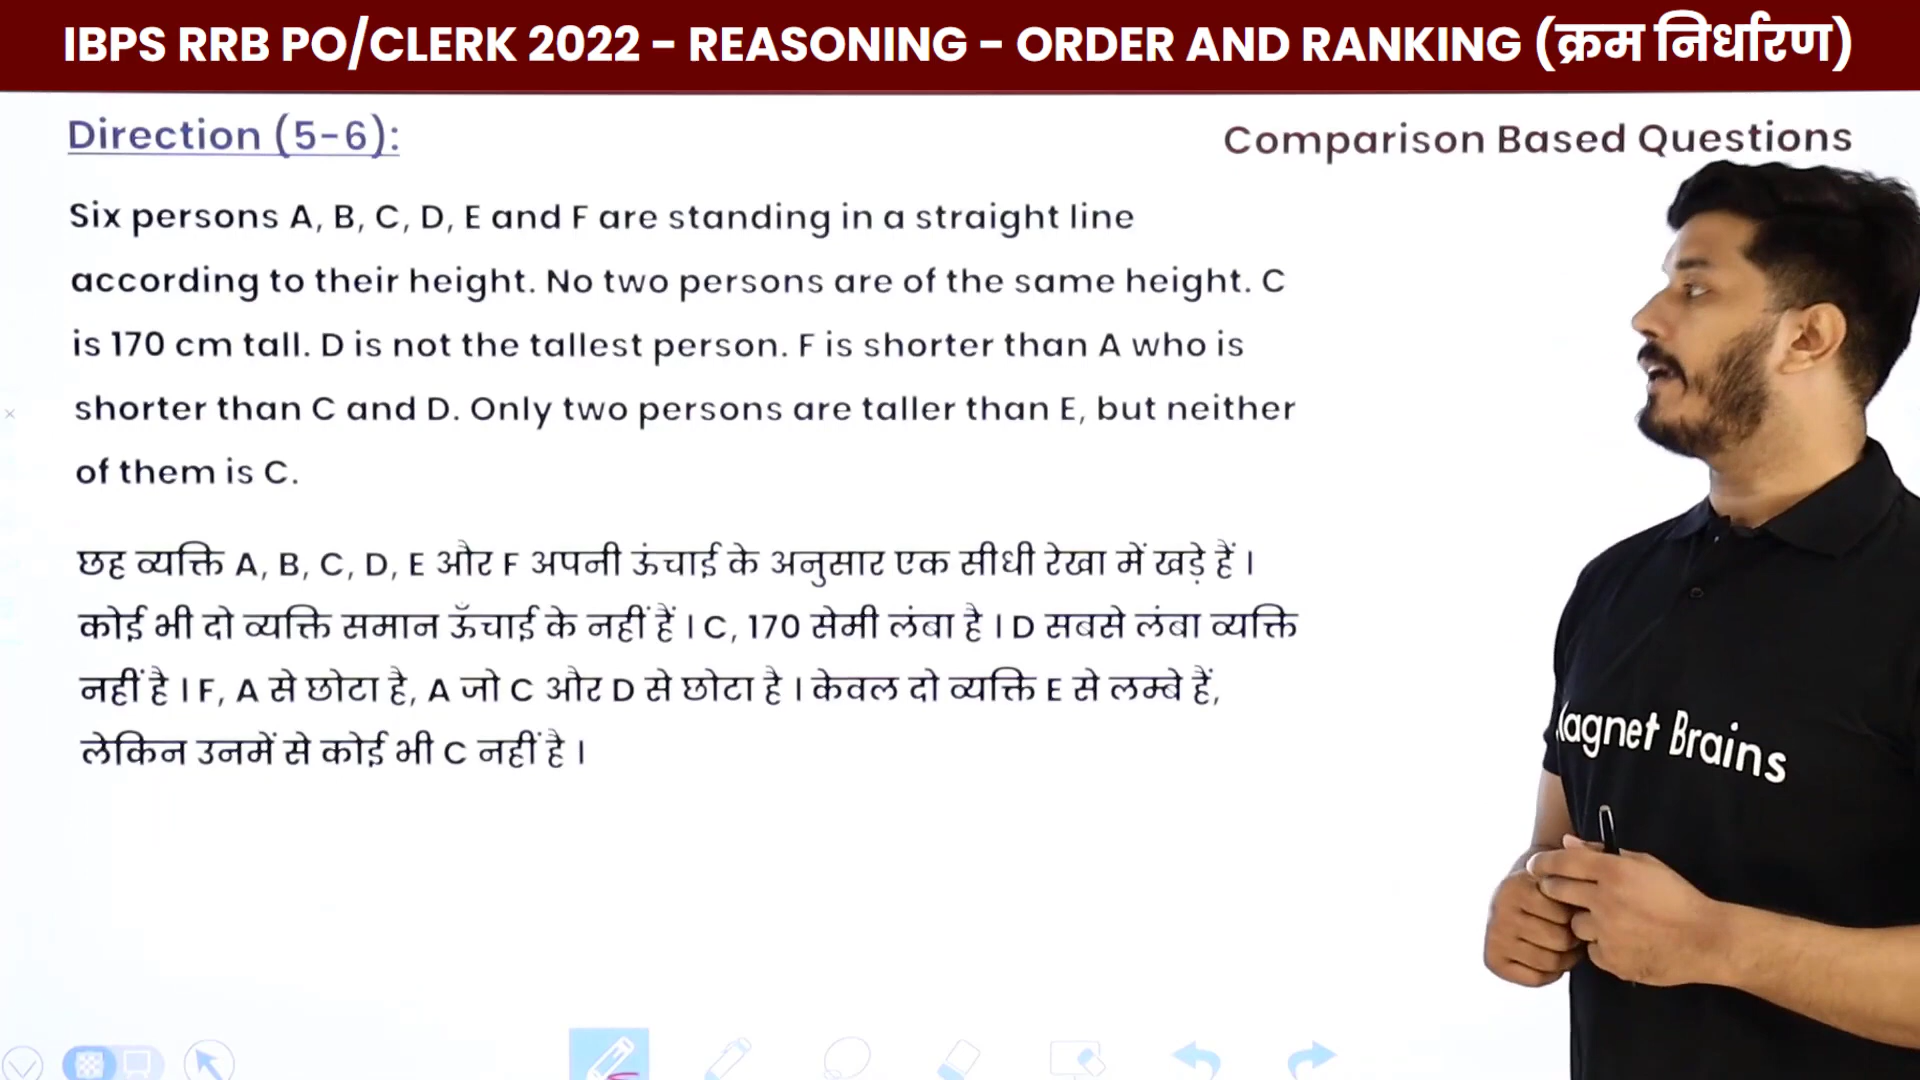 IBPS RRB PO/CLERK 2022 - REASONING - ORDER AND RANKING (क्रम निर्धारण)
Direction (5-6):
Comparison Based Questions
Six persons A, B, C, D, E and F are standing in a straight line
according to their height. No two persons are of the same height. C
is 170 cm tall. D is not the tallest person. F is shorter than A who is
shorter than C and D. Only two persons are taller than E, but neither
of them is C.
छह व्यक्ति A, B, C, D, E और F अपनी ऊंचाई के अनुसार एक सीधी रेखा में खड़े हैं ।
कोई भी दो व्यक्ति समान ऊँचाई के नहीं हैं । C, 170 सेमी लंबा है । D सबसे लंबा व्यक्ति
नहीं है । F, A से छोटा है, A जो C और D से छोटा है । केवल दो व्यक्ति E से लम्बे हैं,
लेकिन उनमें से कोई भी C नहीं है ।
agnet Brains